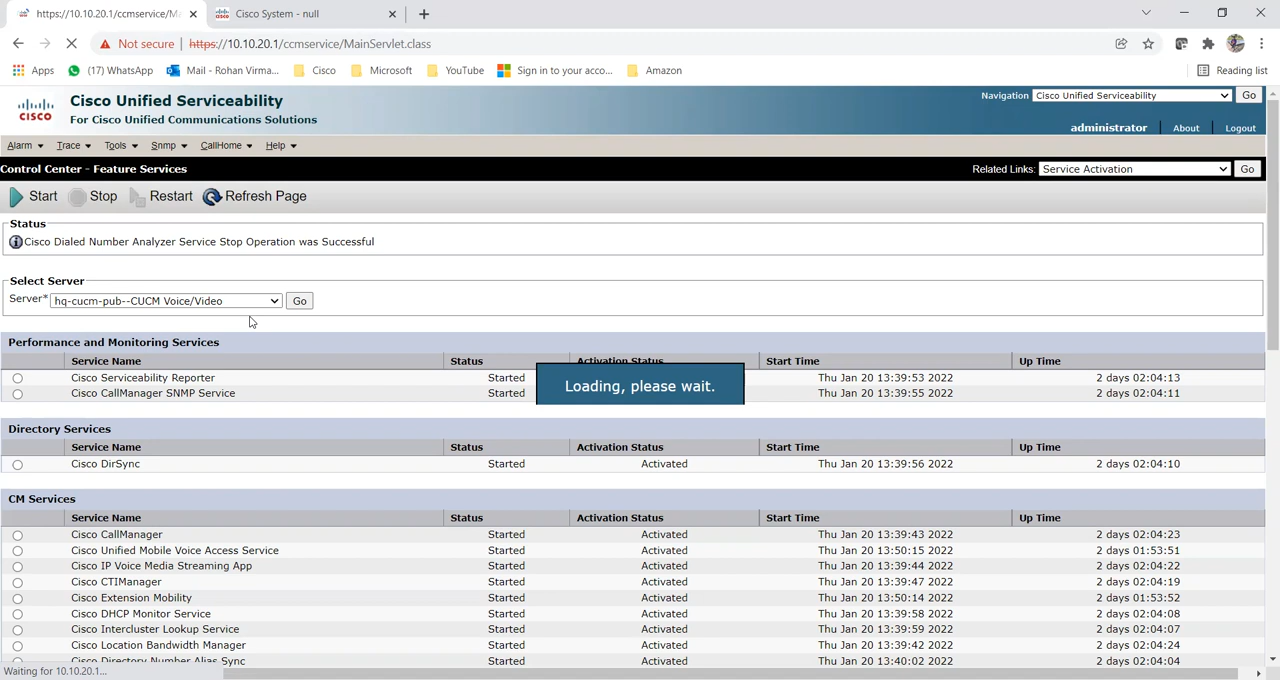 https://10.10.20.1/ccmservice/Ma
Cisco System - null
Not secure | https://10.10.20.1/ccmservice/MainServlet.class
Apps (17) WhatsApp Mail - Rohan Virma... Cisco Microsoft YouTube Sign in to your acco... Amazon Reading list
Cisco Unified Serviceability
For Cisco Unified Communications Solutions
CISCO
Navigation Cisco Unified Serviceability Go
administrator | About | Logout
Alarm Trace Tools Snmp CallHome Help
Control Center - Feature Services Related Links: Service Activation Go
Start Stop Restart Refresh Page
Status
Cisco Dialed Number Analyzer Service Stop Operation was Successful
Select Server
Server* hq-cucm-pub--CUCM Voice/Video Go
Performance and Monitoring Services
Service Name Status Activation Status Start Time Up Time
Cisco Serviceability Reporter Started Thu Jan 20 13:39:53 2022 2 days 02:04:13
Loading, please wait.
Cisco CallManager SNMP Service Started Thu Jan 20 13:39:55 2022 2 days 02:04:11
Directory Services
Service Name Status Activation Status Start Time Up Time
Cisco DirSync Started Activated Thu Jan 20 13:39:56 2022 2 days 02:04:10
CM Services
Service Name Status Activation Status Start Time Up Time
Cisco CallManager Started Activated Thu Jan 20 13:39:43 2022 2 days 02:04:23
Cisco Unified Mobile Voice Access Service Started Activated Thu Jan 20 13:50:15 2022 2 days 01:53:51
Cisco IP Voice Media Streaming App Started Activated Thu Jan 20 13:39:44 2022 2 days 02:04:22
Cisco CTIManager Started Activated Thu Jan 20 13:39:47 2022 2 days 02:04:19
Cisco Extension Mobility Started Activated Thu Jan 20 13:50:14 2022 2 days 01:53:52
Cisco DHCP Monitor Service Started Activated Thu Jan 20 13:39:58 2022 2 days 02:04:08
Cisco Intercluster Lookup Service Started Activated Thu Jan 20 13:39:59 2022 2 days 02:04:07
Cisco Location Bandwidth Manager Started Activated Thu Jan 20 13:39:42 2022 2 days 02:04:24
Cisco Directory Number Alias Sync Started Activated Thu Jan 20 13:40:02 2022 2 days 02:04:04
Waiting for 10.10.20.1...